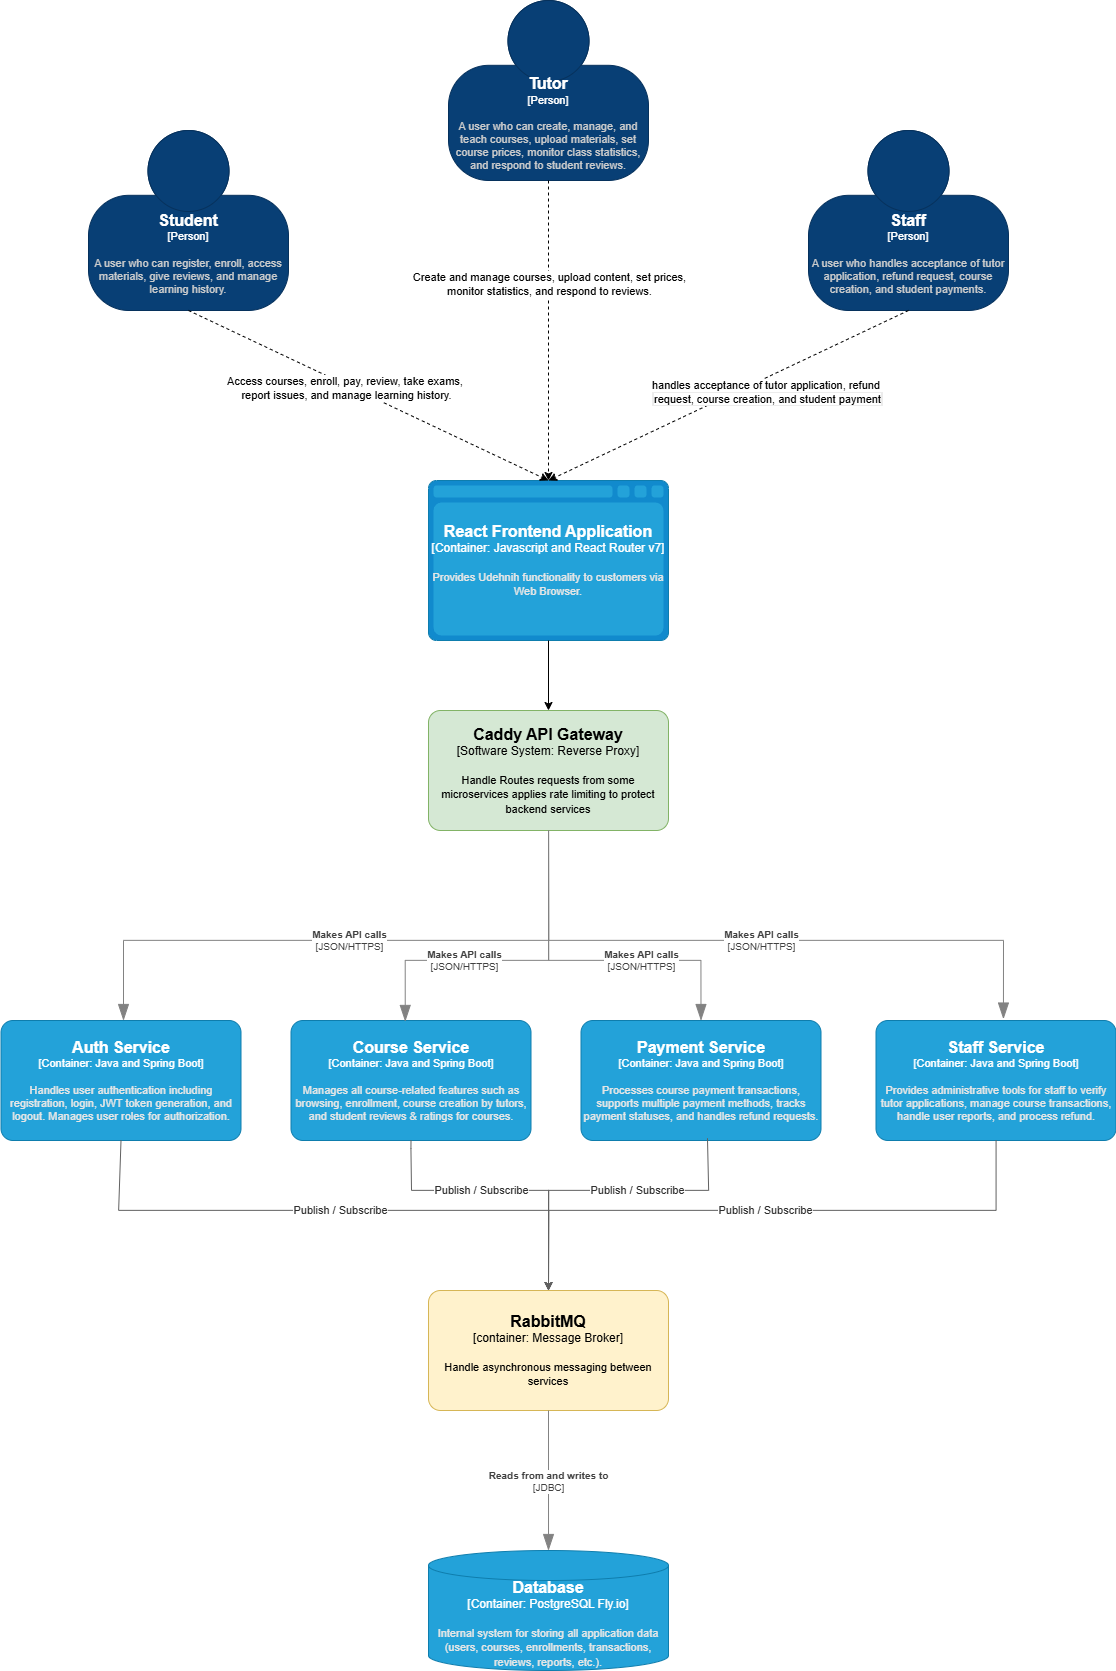 Tutor
[Person]
A user who can create, manage, and
teach courses, upload materials, set
course prices, monitor class statistics,
and respond to student reviews.
Student
[Person]
A user who can register, enroll, access
materials, give reviews, and manage
learning history.
Staff
[Person]
A user who handles acceptance of tutor
application, refund request, course
creation, and student payments.
Create and manage courses, upload content, set prices,
monitor statistics, and respond to reviews.
Access courses, enroll, pay, review, take exams,
report issues, and manage learning history.
handles acceptance of tutor application, refund
request, course creation, and student payment
React Frontend Application
[Container: Javascript and React Router v7]
Provides Udehnih functionality to customers via
Web Browser.
Caddy API Gateway
[Software System: Reverse Proxy]
Handle Routes requests from some
microservices applies rate limiting to protect
backend services
Makes API calls
[JSON/HTTPS]
Makes API calls
[JSON/HTTPS]
Makes API calls
[JSON/HTTPS]
Makes API calls
[JSON/HTTPS]
Auth Service
[Container: Java and Spring Boot]
Handles user authentication including
registration, login, JWT token generation, and
logout. Manages user roles for authorization.
Course Service
[Container: Java and Spring Boot]
Manages all course-related features such as
browsing, enrollment, course creation by tutors,
and student reviews & ratings for courses.
Payment Service
[Container: Java and Spring Boot]
Processes course payment transactions,
supports multiple payment methods, tracks
payment statuses, and handles refund requests.
Staff Service
[Container: Java and Spring Boot]
Provides administrative tools for staff to verify
tutor applications, manage course transactions,
handle user reports, and process refund.
Publish / Subscribe
Publish / Subscribe
Publish / Subscribe
Publish / Subscribe
RabbitMQ
[container: Message Broker]
Handle asynchronous messaging between
services
Reads from and writes to
[JDBC]
Database
[Container: PostgreSQL Fly.io]
Internal system for storing all application data
(users, courses, enrollments, transactions,
reviews, reports, etc.).